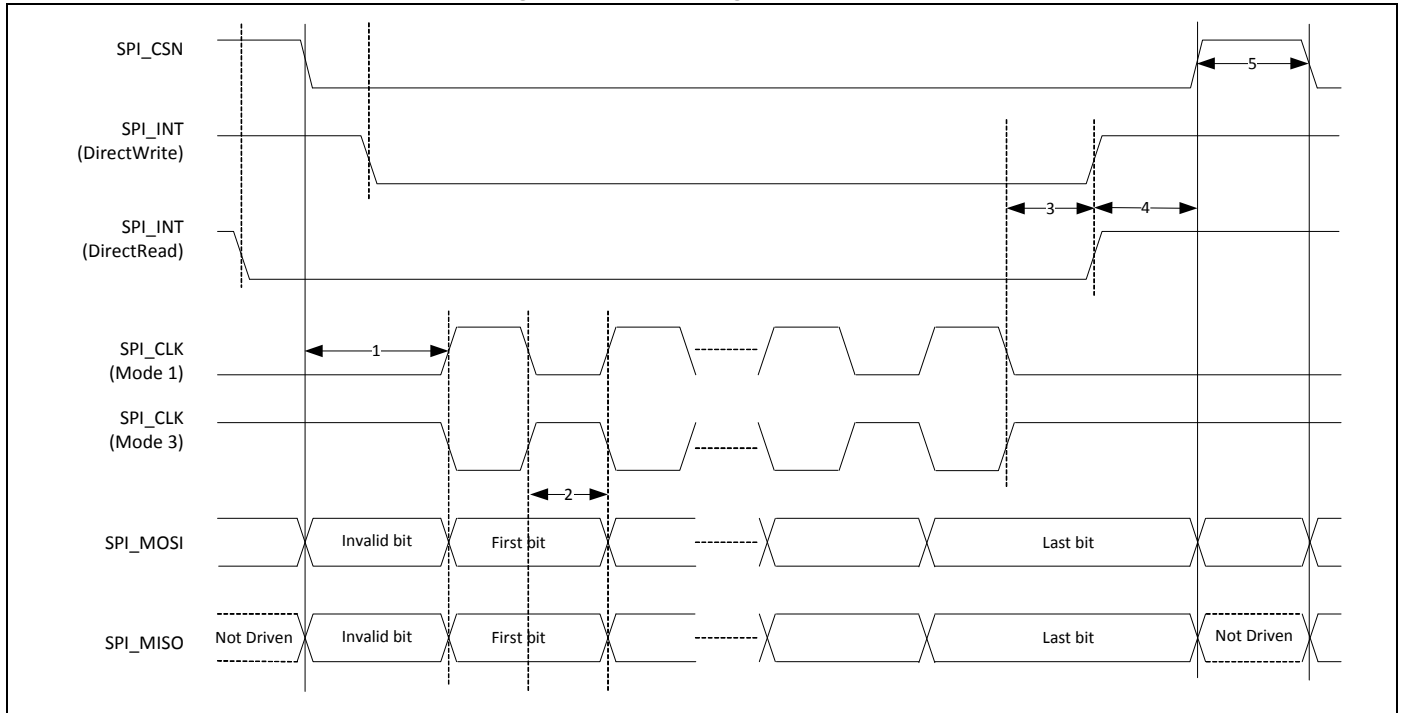 SPI_CSN
5
SPI_INT
(DirectWrite)
3
4
SPI_INT
(DirectRead)
SPI_CLK
(Mode 1)
1
SPI_CLK
(Mode 3)
2
SPI_MOSI
Invalid bit
First bit
Last bit
SPI_MISO
Not Driven
Invalid bit
First bit
Last bit
Not Driven